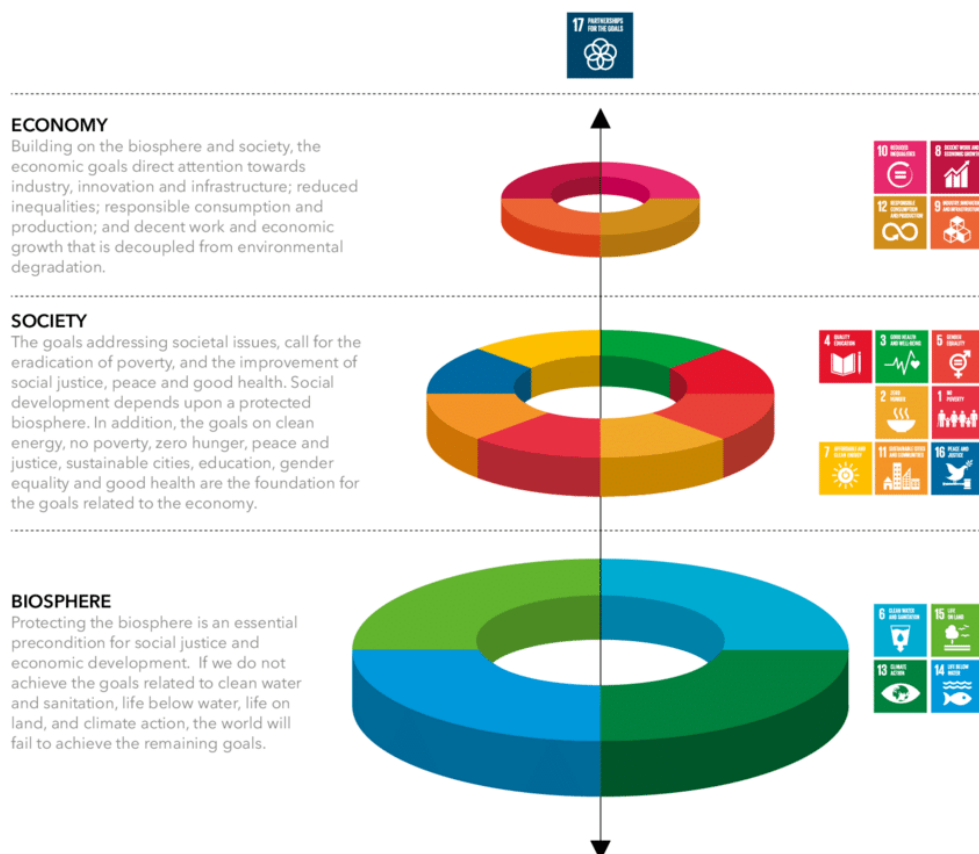 17 PARTNERSHIPS
FOR THE GOALS
ECONOMY
Building on the biosphere and society, the
economic goals direct attention towards
industry, innovation and infrastructure; reduced
inequalities; responsible consumption and
production; and decent work and economic
growth that is decoupled from environmental
degradation.
10 REDUCED
INEQUALITIES
8 DECENT WORK AND
ECONOMIC GROWTH
12 RESPONSIBLE
CONSUMPTION
AND PRODUCTION
9 INDUSTRY, INNOVATION
AND INFRASTRUCTURE
SOCIETY
The goals addressing societal issues, call for the
eradication of poverty, and the improvement of
social justice, peace and good health. Social
development depends upon a protected
biosphere. In addition, the goals on clean
energy, no poverty, zero hunger, peace and
justice, sustainable cities, education, gender
equality and good health are the foundation for
the goals related to the economy.
4 QUALITY
EDUCATION
3 GOOD HEALTH
AND WELL-BEING
5 GENDER
EQUALITY
2 ZERO
HUNGER
1 NO
POVERTY
7 AFFORDABLE AND
CLEAN ENERGY
11 SUSTAINABLE CITIES
AND COMMUNITIES
16 PEACE AND
JUSTICE
BIOSPHERE
Protecting the biosphere is an essential
precondition for social justice and
economic development. If we do not
achieve the goals related to clean water
and sanitation, life below water, life on
land, and climate action, the world will
fail to achieve the remaining goals.
6 CLEAN WATER
AND SANITATION
15 LIFE
ON LAND
13 CLIMATE
ACTION
14 LIFE BELOW
WATER